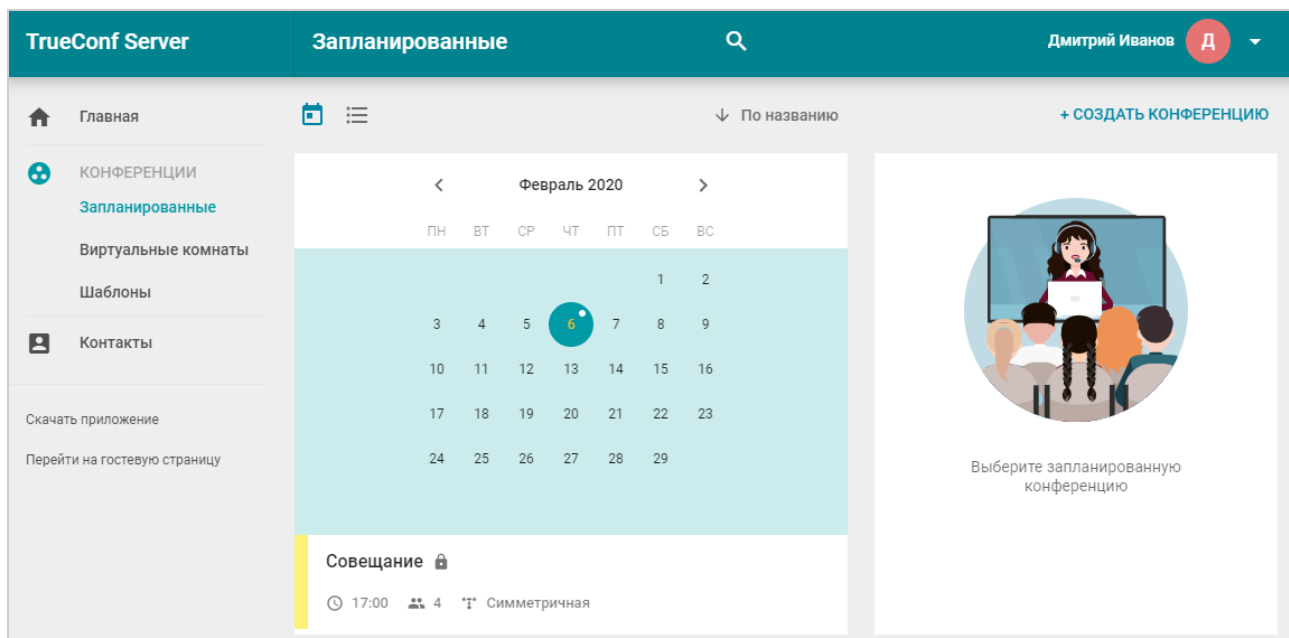 TrueConf Server
Запланированные
Дмитрий Иванов Д
Главная
КОНФЕРЕНЦИИ
Запланированные
Виртуальные комнаты
Шаблоны
Контакты
Скачать приложение
Перейти на гостевую страницу
По названию
+ СОЗДАТЬ КОНФЕРЕНЦИЮ
Февраль 2020
ПН ВТ СР ЧТ ПТ СБ ВС
1 2
3 4 5 6 7 8 9
10 11 12 13 14 15 16
17 18 19 20 21 22 23
24 25 26 27 28 29
Совещание
17:00 4 Симметричная
Выберите запланированную
конференцию